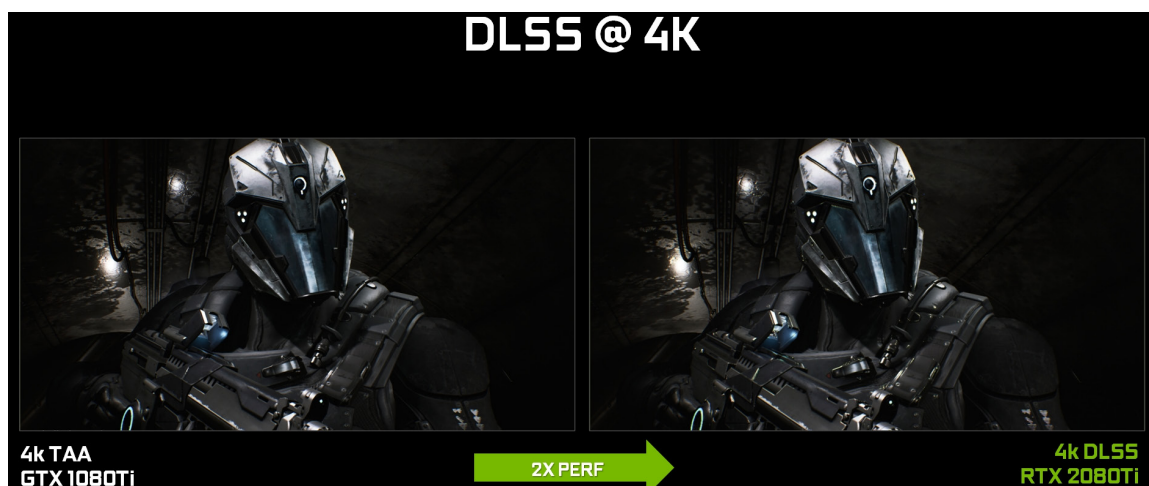 DLSS @ 4K
4k TAA
GTX 1080Ti
2X PERF
4k DLSS
RTX 2080Ti